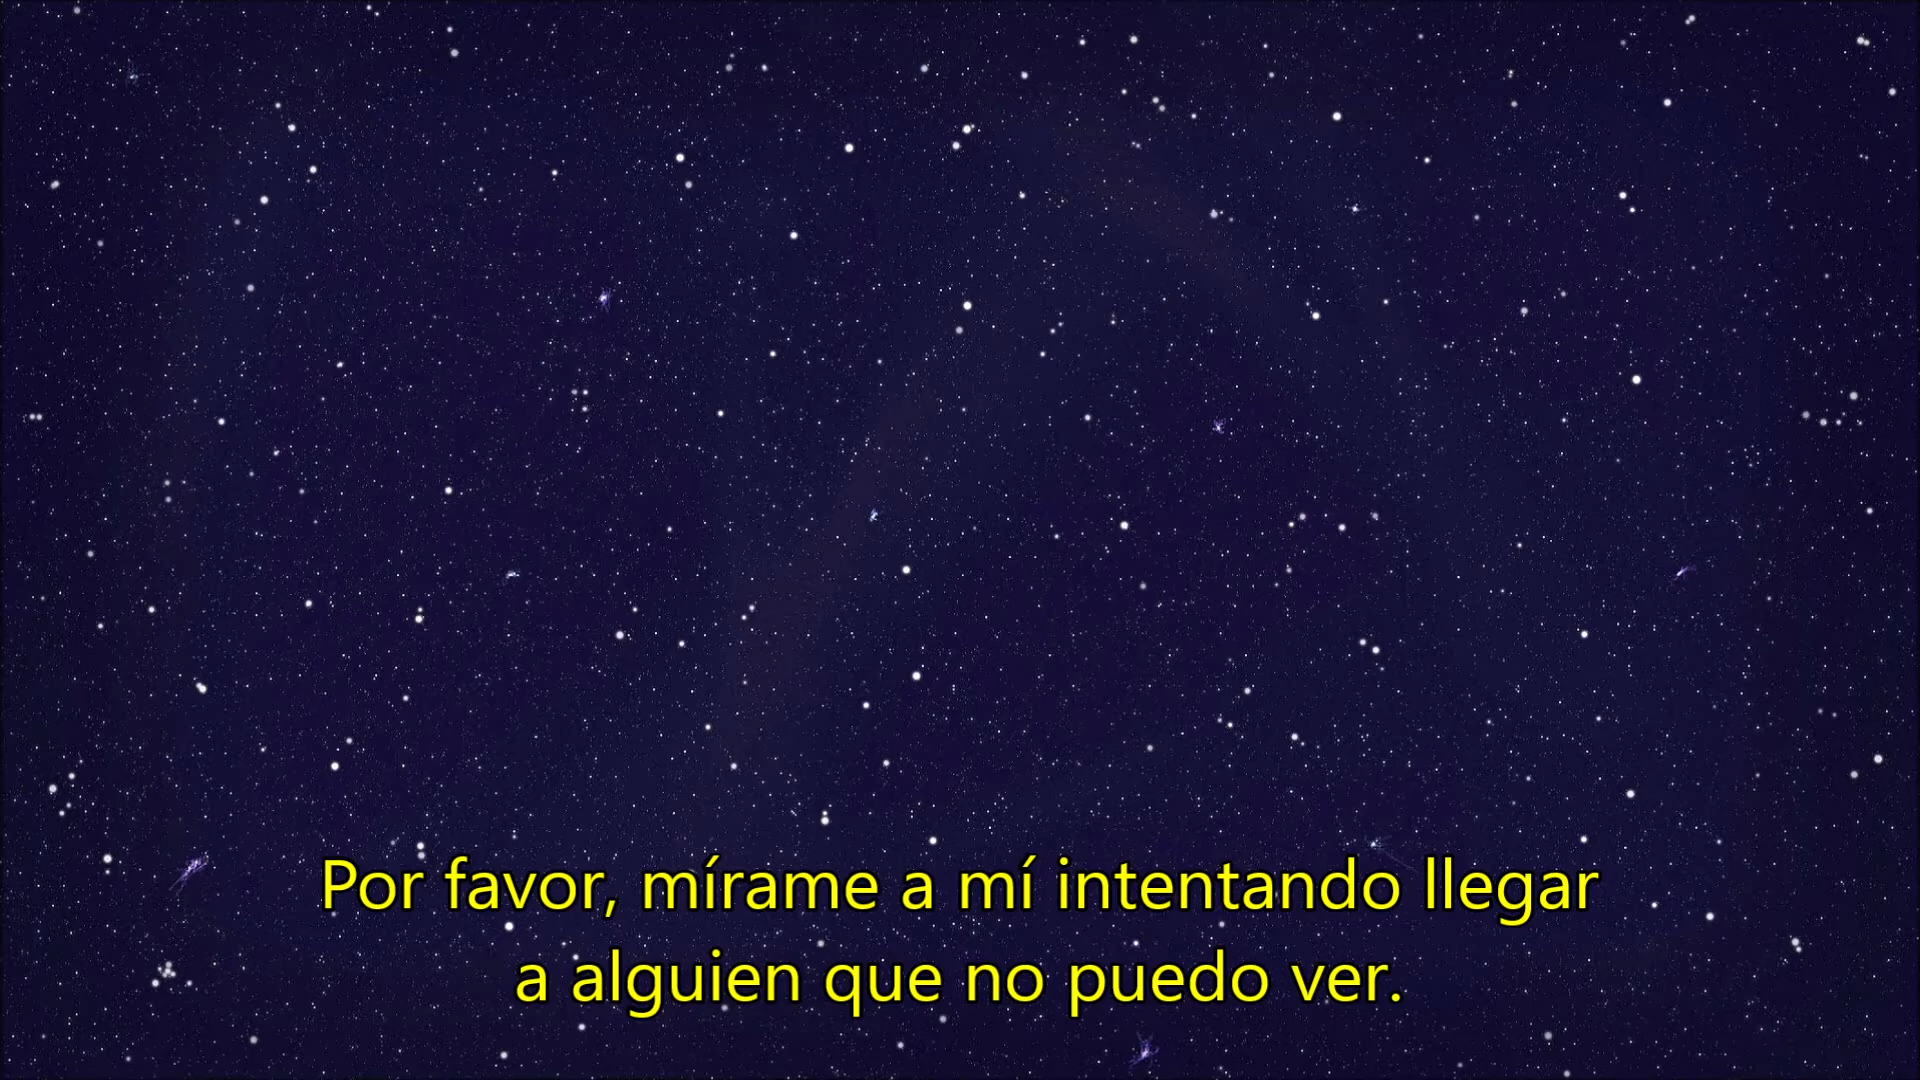 Por favor, mírame a mí intentando llegar
a alguien que no puedo ver.